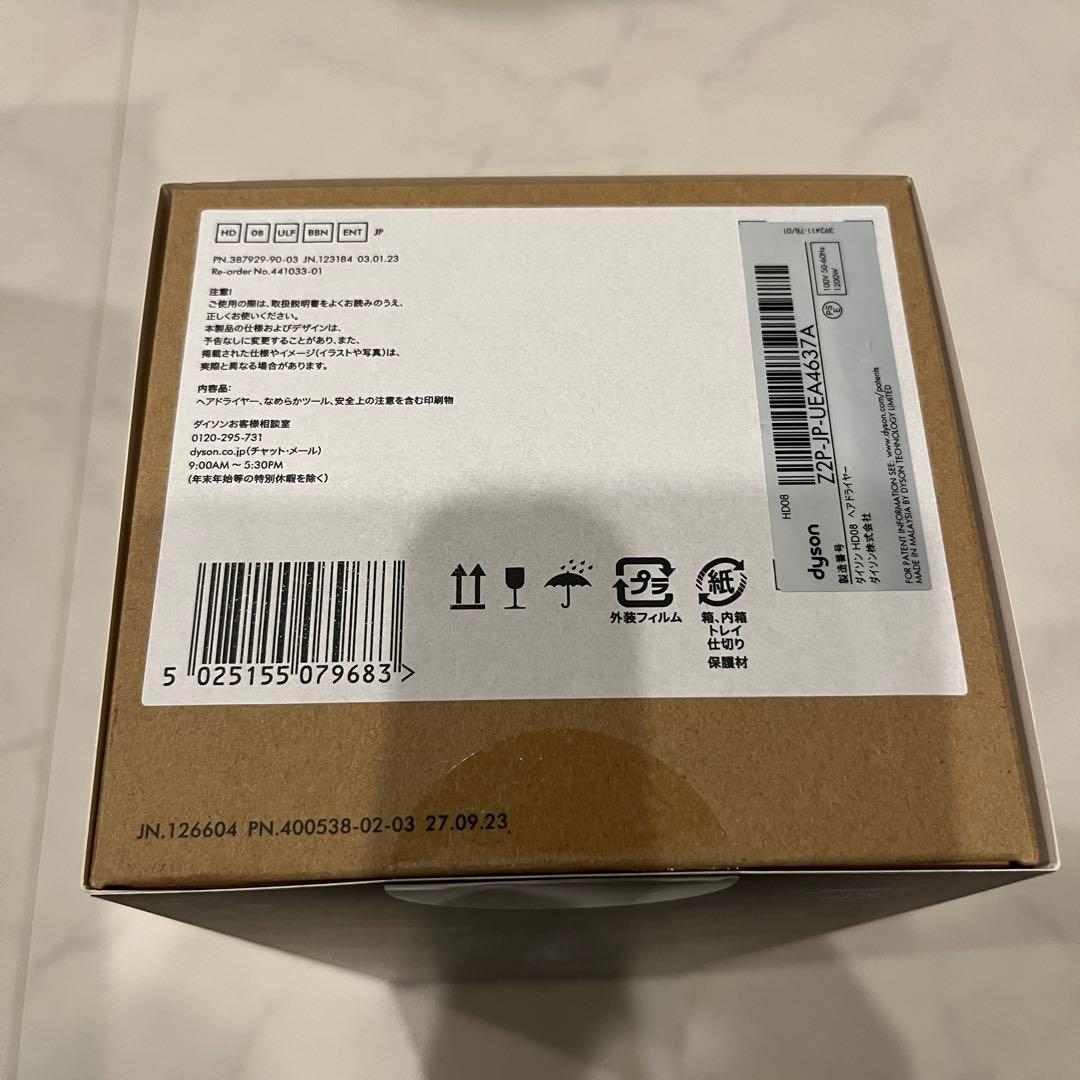 HD 08 ULF BBN ENT JP
PN.387929-90-03 JN.123184 03.01.23
Re-order No.441033-01
注意!
ご使用の際は、取扱説明書をよくお読みのうえ、
正しくお使いください。
本製品の仕様およびデザインは、
予告なしに変更することがあり、また、
掲載された仕様やイメージ(イラストや写真)は、
実際と異なる場合があります。
内容品:
ヘアドライヤー、なめらかツール、安全上の注意を含む印刷物
ダイソンお客様相談室
0120-295-731
dyson.co.jp(チャット・メール)
9:00AM～5:30PM
(年末年始等の特別休暇を除く)
5 025155 079683 >
プラ
外装フィルム
紙
箱、内箱
トレイ
仕切り
保護材
392411-78/01
100V 50-60Hz
1200W
PS
E
HD08
Z2P-JP-UEA4637A
dyson
製造番号
ダイソン HD08 ヘアドライヤー
ダイソン株式会社
FOR PATENT INFORMATION SEE: www.dyson.com/patents
MADE IN MALAYSIA BY DYSON TECHNOLOGY LIMITED
JN.126604 PN.400538-02-03 27.09.23